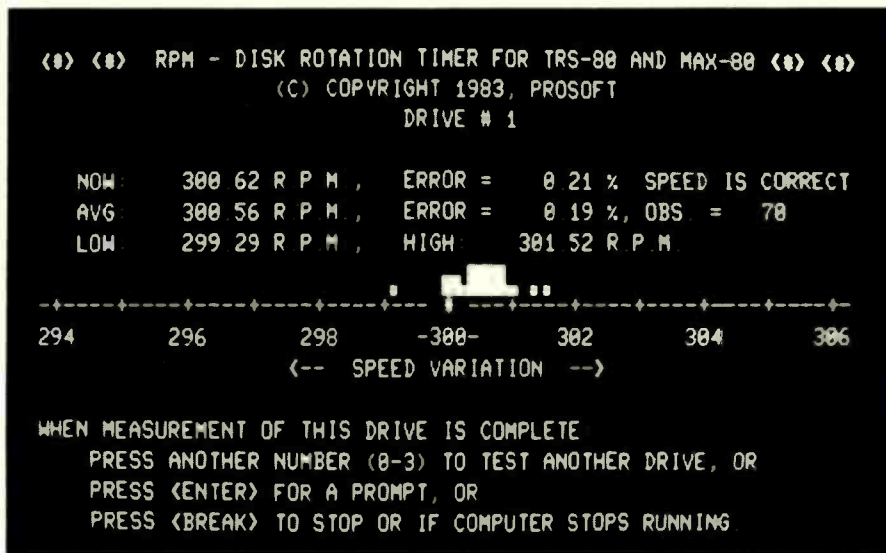 <*> <*> RPM - DISK ROTATION TIMER FOR TRS-80 AND MAX-80 <*> <*>
(C) COPYRIGHT 1983, PROSOFT
DRIVE # 1
NOW: 300.62 R.P.M., ERROR = 0.21 % SPEED IS CORRECT
AVG: 300.56 R.P.M., ERROR = 0.19 %, OBS. = 70
LOW: 299.29 R.P.M., HIGH: 301.52 R.P.M.
294 296 298 -300- 302 304 306
<-- SPEED VARIATION -->
WHEN MEASUREMENT OF THIS DRIVE IS COMPLETE
PRESS ANOTHER NUMBER (0-3) TO TEST ANOTHER DRIVE, OR
PRESS <ENTER> FOR A PROMPT, OR
PRESS <BREAK> TO STOP OR IF COMPUTER STOPS RUNNING.